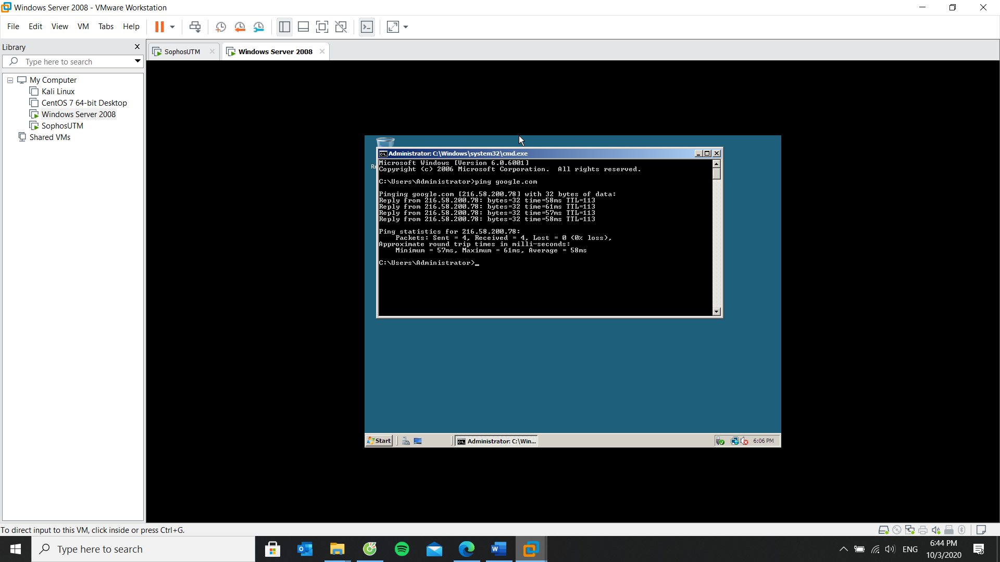 Windows Server 2008 - VMware Workstation
File Edit View VM Tabs Help
Library
Type here to search
My Computer
Kali Linux
CentOS 7 64-bit Desktop
Windows Server 2008
SophosUTM
Shared VMs
SophosUTM
Windows Server 2008
Re
Administrator: C:\Windows\system32\cmd.exe
Microsoft Windows [Version 6.0.6001]
Copyright (c) 2006 Microsoft Corporation.  All rights reserved.
C:\Users\Administrator>ping google.com
Pinging google.com [216.58.200.78] with 32 bytes of data:
Reply from 216.58.200.78: bytes=32 time=58ms TTL=113
Reply from 216.58.200.78: bytes=32 time=61ms TTL=113
Reply from 216.58.200.78: bytes=32 time=57ms TTL=113
Reply from 216.58.200.78: bytes=32 time=58ms TTL=113
Ping statistics for 216.58.200.78:
    Packets: Sent = 4, Received = 4, Lost = 0 (0% loss),
Approximate round trip times in milli-seconds:
    Minimum = 57ms, Maximum = 61ms, Average = 58ms
C:\Users\Administrator>_
Start
Administrator: C:\Win...
6:06 PM
To direct input to this VM, click inside or press Ctrl+G.
Type here to search
ENG
6:44 PM
10/3/2020